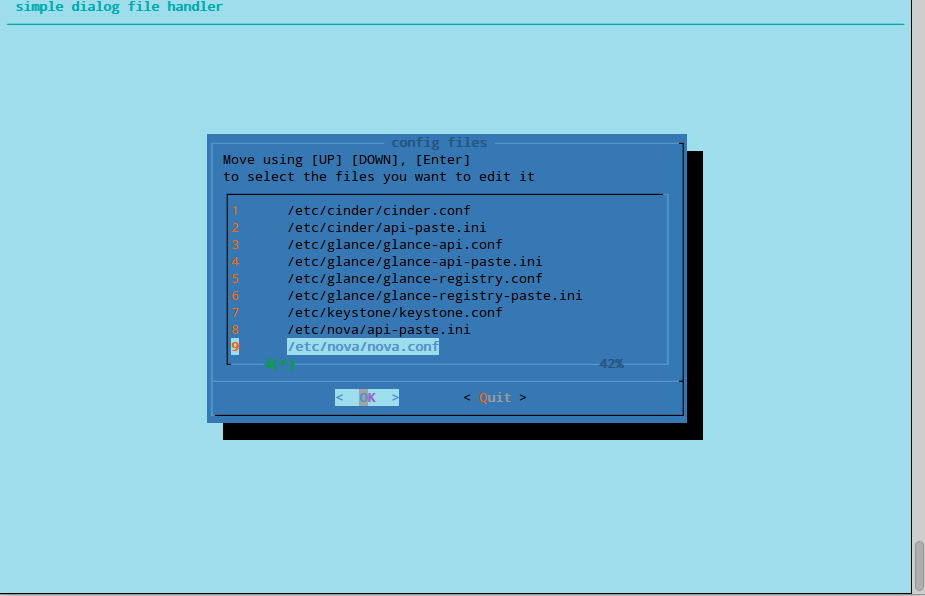 simple dialog file handler
config files
Move using [UP] [DOWN], [Enter]
to select the files you want to edit it
1 /etc/cinder/cinder.conf
2 /etc/cinder/api-paste.ini
3 /etc/glance/glance-api.conf
4 /etc/glance/glance-api-paste.ini
5 /etc/glance/glance-registry.conf
6 /etc/glance/glance-registry-paste.ini
7 /etc/keystone/keystone.conf
8 /etc/nova/api-paste.ini
9 /etc/nova/nova.conf
42%
< OK > < Quit >